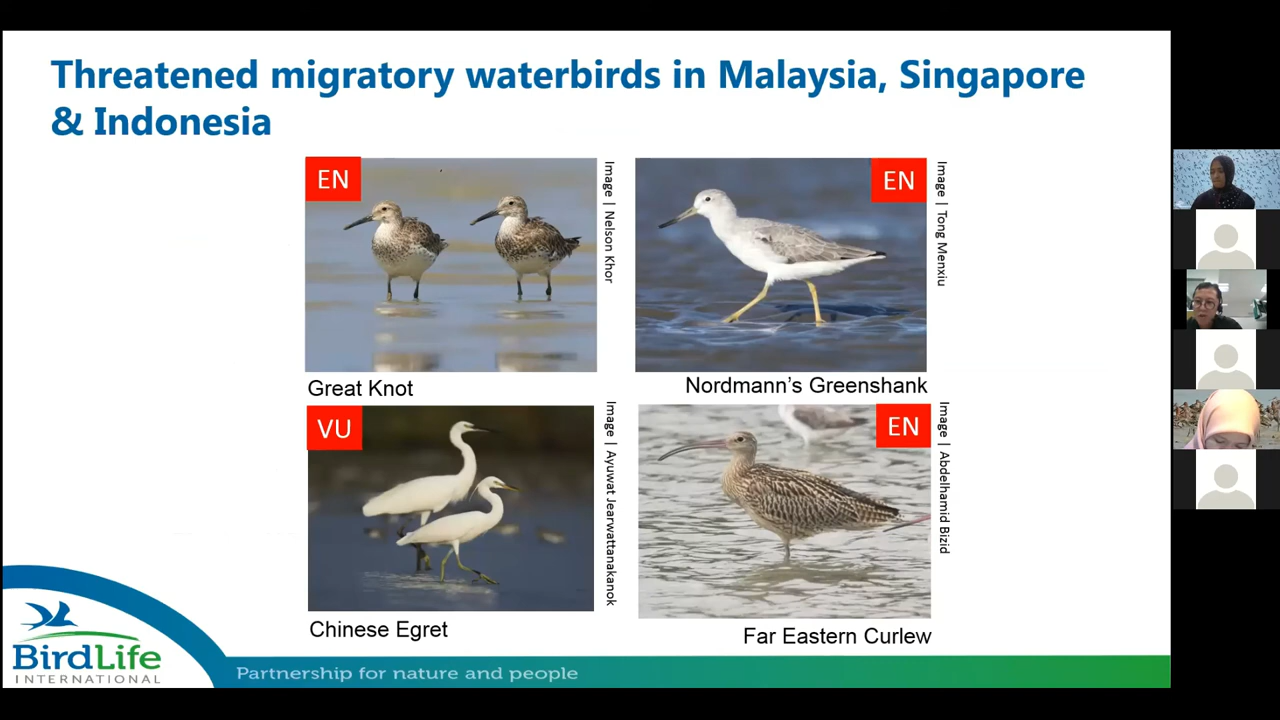 Threatened migratory waterbirds in Malaysia, Singapore
& Indonesia
EN
Image | Nelson Khor
Great Knot
EN
Image | Tong Menxiu
Nordmann’s Greenshank
VU
Image | Ayuwat Jearwattanakanok
Chinese Egret
EN
Image | Abdelhamid Bizid
Far Eastern Curlew
BirdLife
INTERNATIONAL
Partnership for nature and people